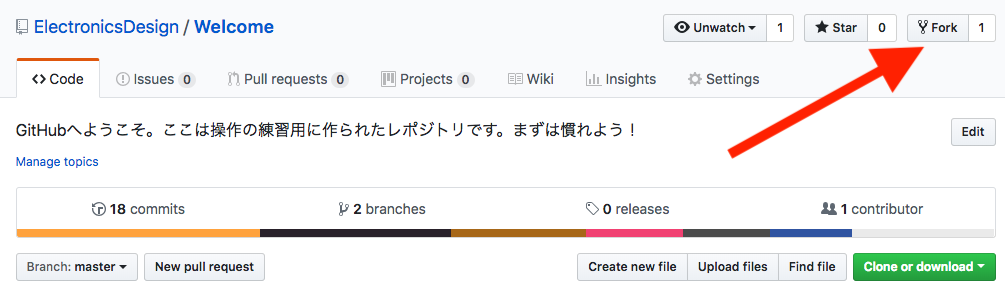 ElectronicsDesign / Welcome
Unwatch 1 Star 0 Fork 1
Code Issues 0 Pull requests 0 Projects 0 Wiki Insights Settings
GitHubへようこそ。ここは操作の練習用に作られたレポジトリです。まずは慣れよう！ Edit
Manage topics
18 commits 2 branches 0 releases 1 contributor
Branch: master New pull request Create new file Upload files Find file Clone or download